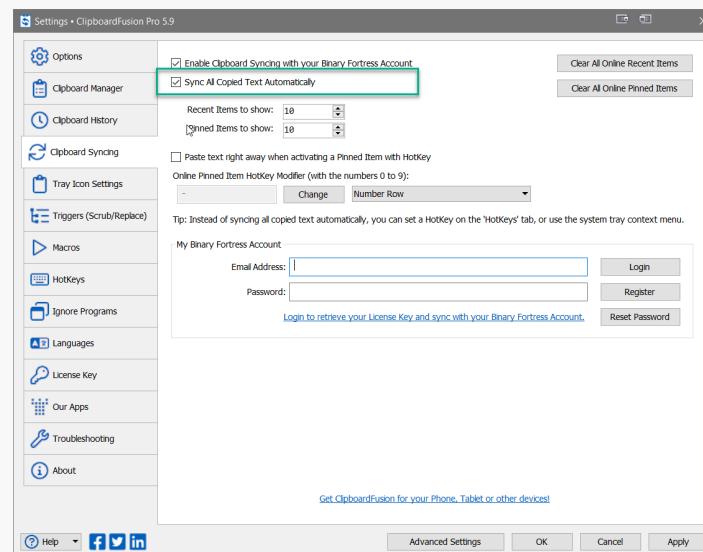 Settings • ClipboardFusion Pro 5.9
Options
Clipboard Manager
Clipboard History
Clipboard Syncing
Tray Icon Settings
Triggers (Scrub/Replace)
Macros
HotKeys
Ignore Programs
Languages
License Key
Our Apps
Troubleshooting
About
Enable Clipboard Syncing with your Binary Fortress Account
Clear All Online Recent Items
Sync All Copied Text Automatically
Clear All Online Pinned Items
Recent Items to show: 10
Pinned Items to show: 10
Paste text right away when activating a Pinned Item with HotKey
Online Pinned Item HotKey Modifier (with the numbers 0 to 9):
- Change Number Row
Tip: Instead of syncing all copied text automatically, you can set a HotKey on the 'HotKeys' tab, or use the system tray context menu.
My Binary Fortress Account
Email Address: Login
Password: Register
Login to retrieve your License Key and sync with your Binary Fortress Account. Reset Password
Get ClipboardFusion for your Phone, Tablet or other devices!
Help Advanced Settings OK Cancel Apply